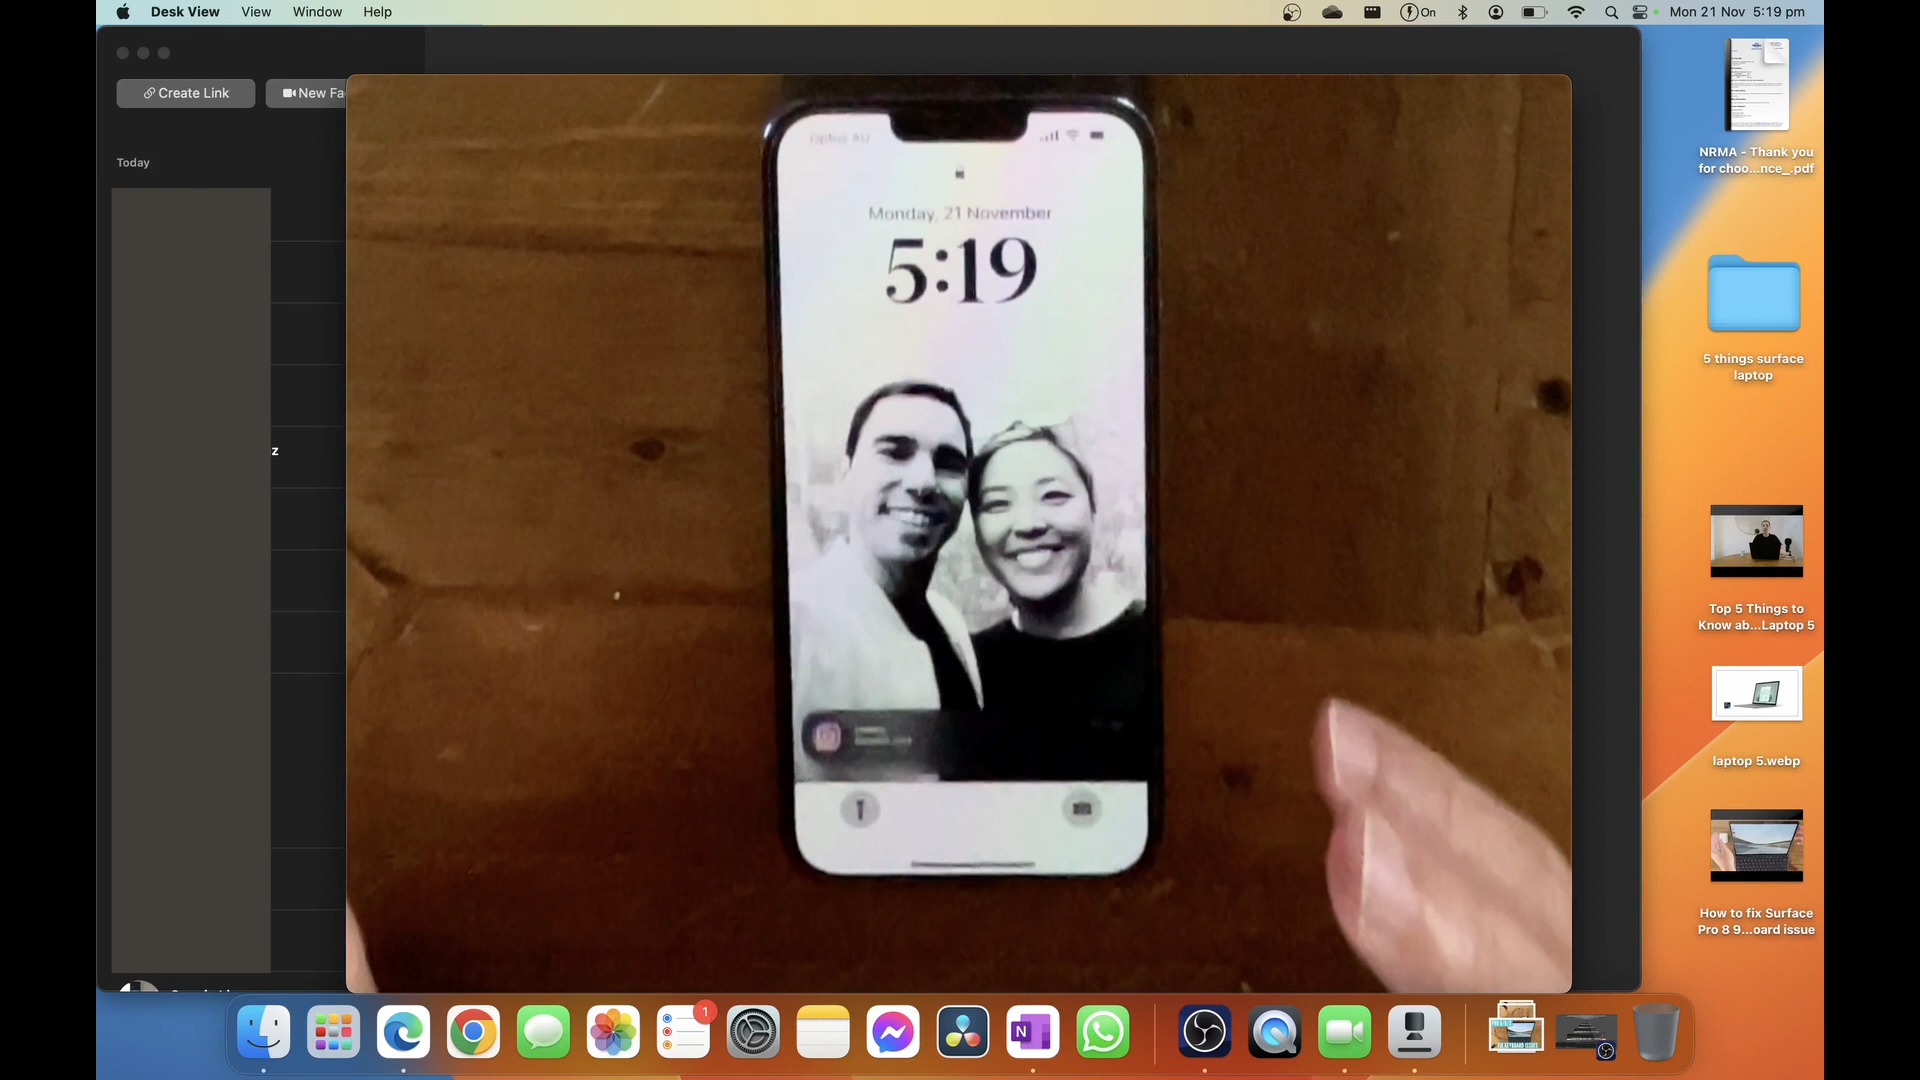 Desk View View Window Help
On
Mon 21 Nov 5:19 pm
Create Link
New Fa
Today
z
Optus AU
Monday, 21 November
5:19
NRMA - Thank you
for choo...nce_.pdf
5 things surface
laptop
Top 5 Things to
Know ab...Laptop 5
laptop 5.webp
How to fix Surface
Pro 8 9...oard issue
1
N